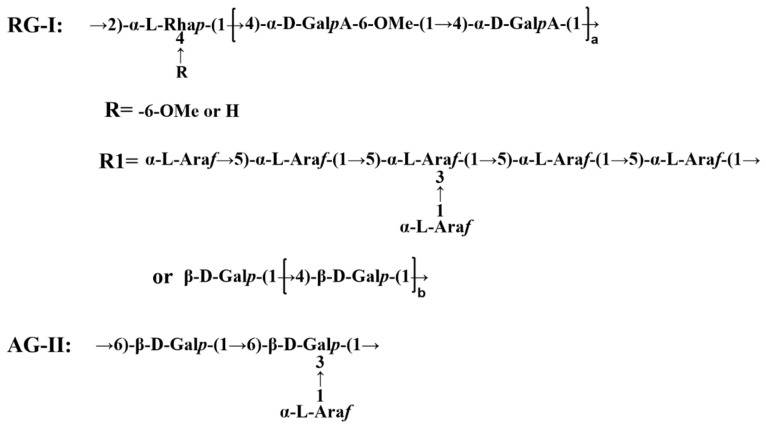 RG-I: →2)-α-L-Rhap-(1[→4)-α-D-GalpA-6-OMe-(1→4)-α-D-GalpA-(1]→a
4
↑
R
R= -6-OMe or H
R1= α-L-Araf→5)-α-L-Araf-(1→5)-α-L-Araf-(1→5)-α-L-Araf-(1→5)-α-L-Araf-(1→
3
↑
1
α-L-Araf
or β-D-Galp-(1[→4)-β-D-Galp-(1]→b
AG-II: →6)-β-D-Galp-(1→6)-β-D-Galp-(1→
3
↑
1
α-L-Araf